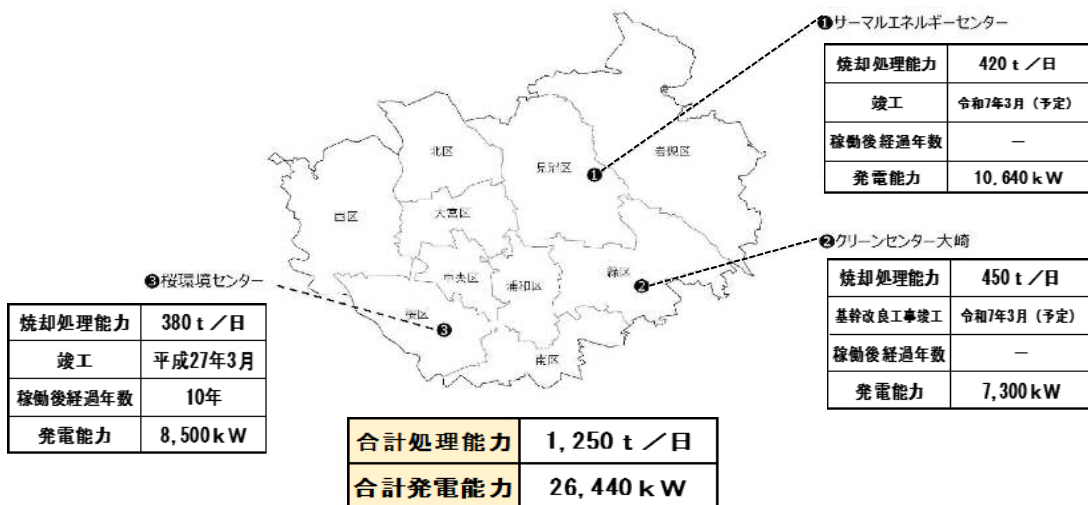 ❶サーマルエネルギーセンター
焼却処理能力 420ｔ／日
竣工 令和7年3月（予定）
稼働後経過年数 －
発電能力 10,640ｋＷ
北区
見沼区
岩槻区
❶
西区
大宮区
❷クリーンセンター大崎
焼却処理能力 450ｔ／日
基幹改良工事竣工 令和7年3月（予定）
稼働後経過年数 －
発電能力 7,300ｋＷ
中央区
浦和区
緑区
❷
❸桜環境センター
焼却処理能力 380ｔ／日
竣工 平成27年3月
稼働後経過年数 10年
発電能力 8,500ｋＷ
桜区
❸
南区
合計処理能力 1,250ｔ／日
合計発電能力 26,440ｋＷ